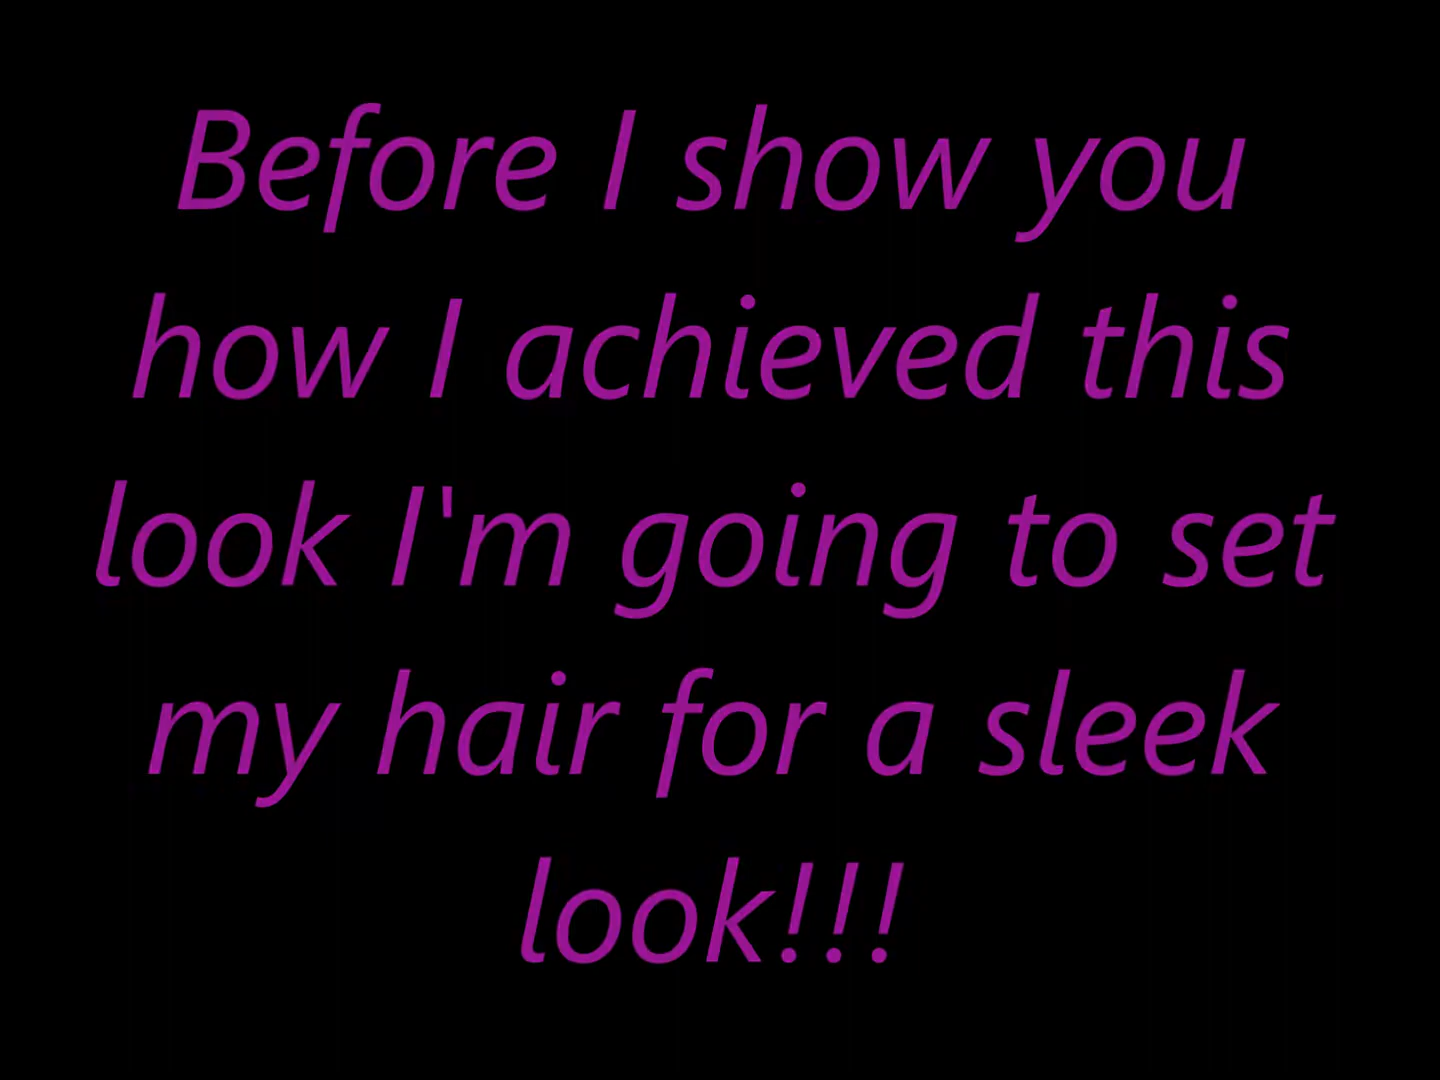 Before I show you
how I achieved this
look I'm going to set
my hair for a sleek
look!!!